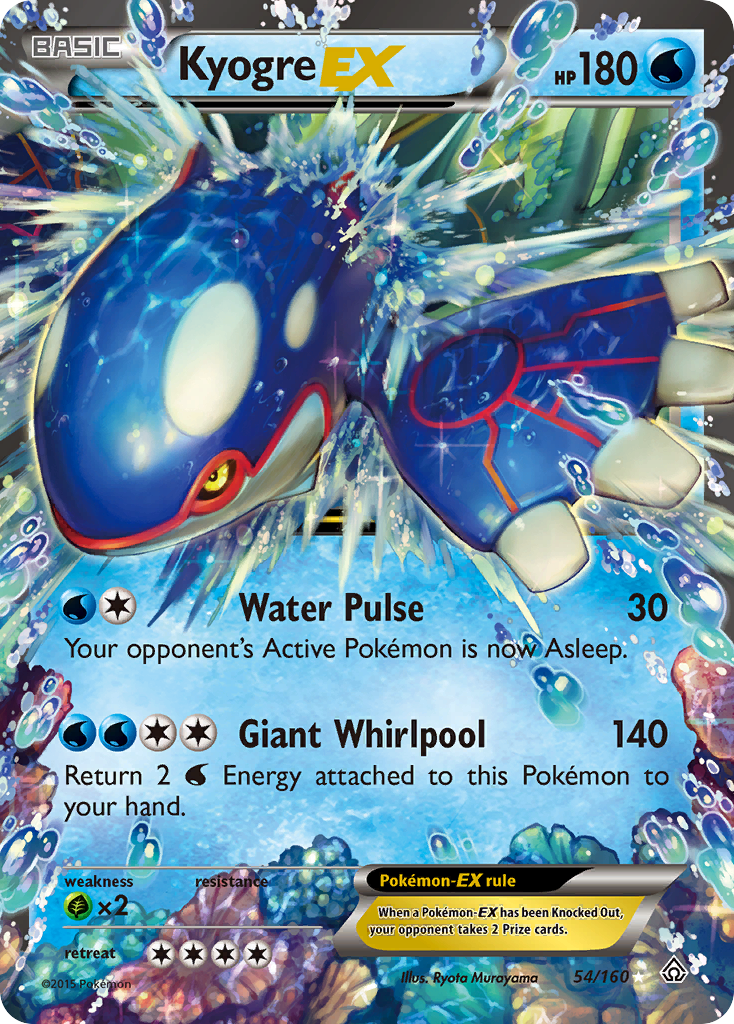 BASIC
Kyogre EX
HP180
Water Pulse 30
Your opponent's Active Pokémon is now Asleep.
Giant Whirlpool 140
Return 2 Energy attached to this Pokémon to
your hand.
weakness resistance
×2
retreat
Pokémon-EX rule
When a Pokémon-EX has been Knocked Out,
your opponent takes 2 Prize cards.
©2015 Pokémon
Illus. Ryota Murayama
54/160